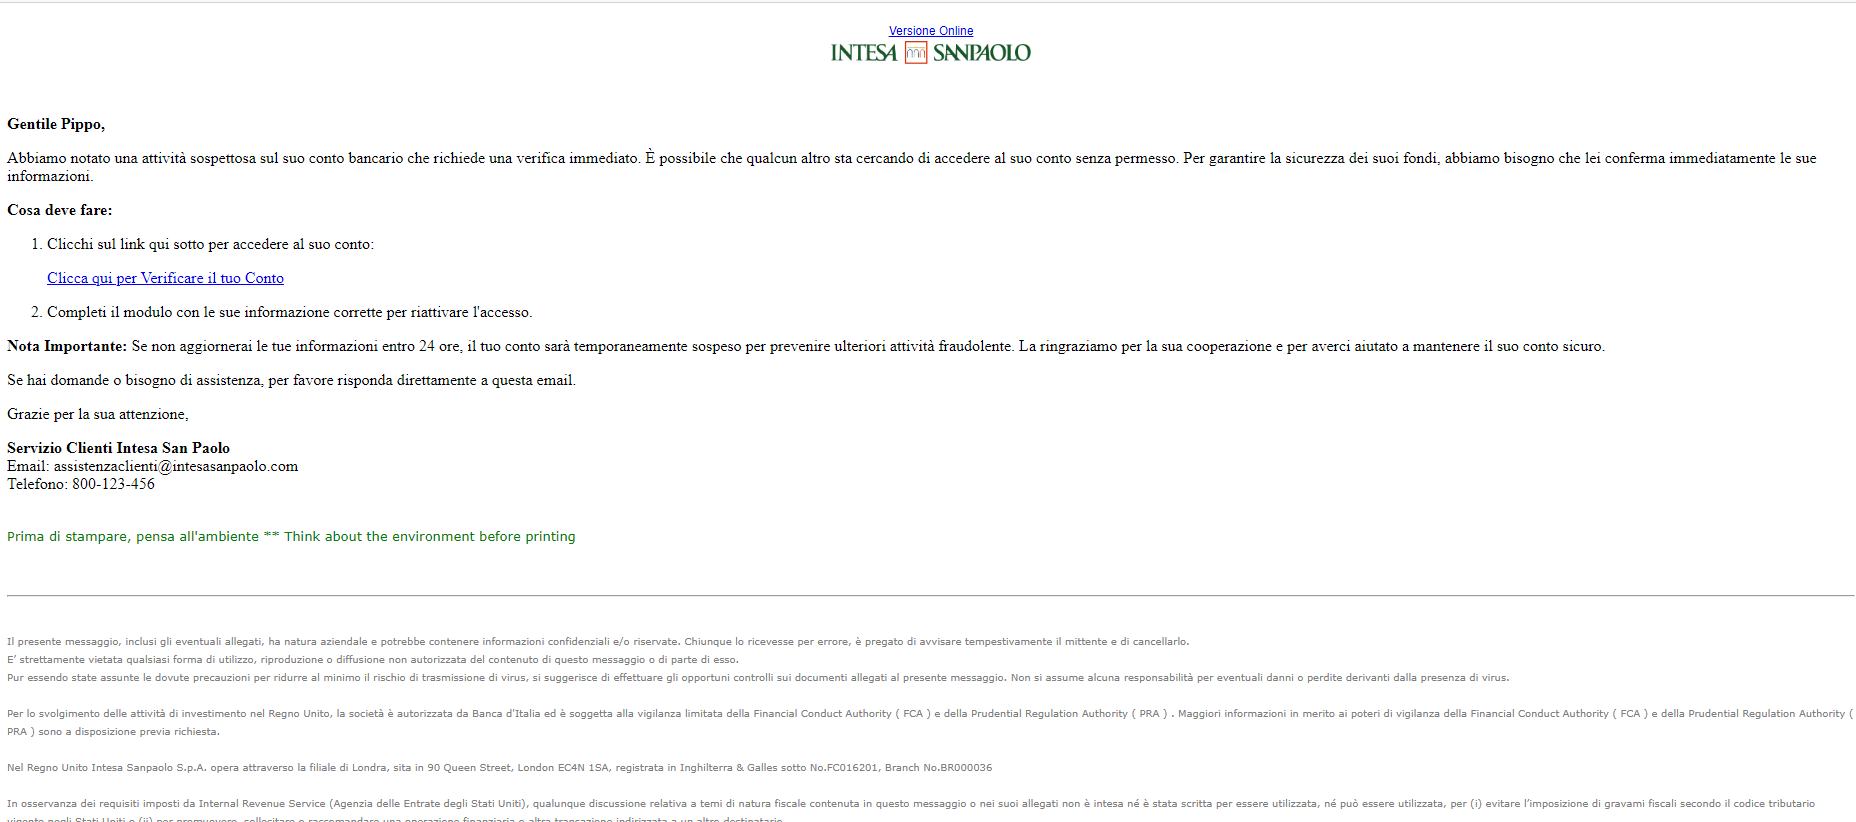 Versione Online
INTESA SANPAOLO
Gentile Pippo,
Abbiamo notato una attività sospettosa sul suo conto bancario che richiede una verifica immediato. È possibile che qualcun altro sta cercando di accedere al suo conto senza permesso. Per garantire la sicurezza dei suoi fondi, abbiamo bisogno che lei conferma immediatamente le sue
informazioni.
Cosa deve fare:
1. Clicchi sul link qui sotto per accedere al suo conto:
Clicca qui per Verificare il tuo Conto
2. Completi il modulo con le sue informazione corrette per riattivare l'accesso.
Nota Importante: Se non aggiornerai le tue informazioni entro 24 ore, il tuo conto sarà temporaneamente sospeso per prevenire ulteriori attività fraudolente. La ringraziamo per la sua cooperazione e per averci aiutato a mantenere il suo conto sicuro.
Se hai domande o bisogno di assistenza, per favore risponda direttamente a questa email.
Grazie per la sua attenzione,
Servizio Clienti Intesa San Paolo
Email: assistenzaclienti@intesasanpaolo.com
Telefono: 800-123-456
Prima di stampare, pensa all'ambiente ** Think about the environment before printing
Il presente messaggio, inclusi gli eventuali allegati, ha natura aziendale e potrebbe contenere informazioni confidenziali e/o riservate. Chiunque lo ricevesse per errore, è pregato di avvisare tempestivamente il mittente e di cancellarlo.
E' strettamente vietata qualsiasi forma di utilizzo, riproduzione o diffusione non autorizzata del contenuto di questo messaggio o di parte di esso.
Pur essendo state assunte le dovute precauzioni per ridurre al minimo il rischio di trasmissione di virus, si suggerisce di effettuare gli opportuni controlli sui documenti allegati al presente messaggio. Non si assume alcuna responsabilità per eventuali danni o perdite derivanti dalla presenza di virus.
Per lo svolgimento delle attività di investimento nel Regno Unito, la società è autorizzata da Banca d'Italia ed è soggetta alla vigilanza limitata della Financial Conduct Authority ( FCA ) e della Prudential Regulation Authority ( PRA ) . Maggiori informazioni in merito ai poteri di vigilanza della Financial Conduct Authority ( FCA ) e della Prudential Regulation Authority (
PRA ) sono a disposizione previa richiesta.
Nel Regno Unito Intesa Sanpaolo S.p.A. opera attraverso la filiale di Londra, sita in 90 Queen Street, London EC4N 1SA, registrata in Inghilterra & Galles sotto No.FC016201, Branch No.BR000036
In osservanza dei requisiti imposti da Internal Revenue Service (Agenzia delle Entrate degli Stati Uniti), qualunque discussione relativa a temi di natura fiscale contenuta in questo messaggio o nei suoi allegati non è intesa né è stata scritta per essere utilizzata, né può essere utilizzata, per (i) evitare l'imposizione di gravami fiscali secondo il codice tributario
vigente negli Stati Uniti o (ii) per promuovere, sollecitare o raccomandare una operazione finanziaria o altra transazione indirizzata a un altro destinatario.